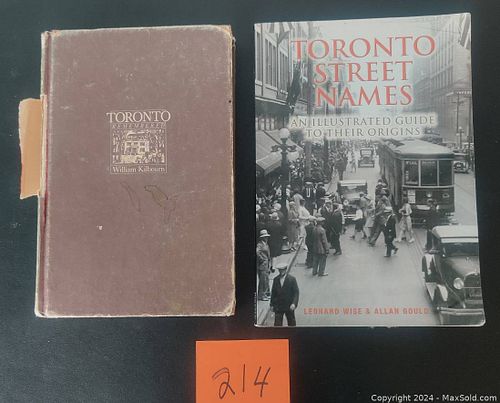 TORONTO
REMEMBERED
William Kilbourn
TORONTO
STREET
NAMES
AN ILLUSTRATED GUIDE
TO THEIR ORIGINS
LEONARD WISE & ALLAN GOULD
214
Copyright © 2024 - MaxSold.com